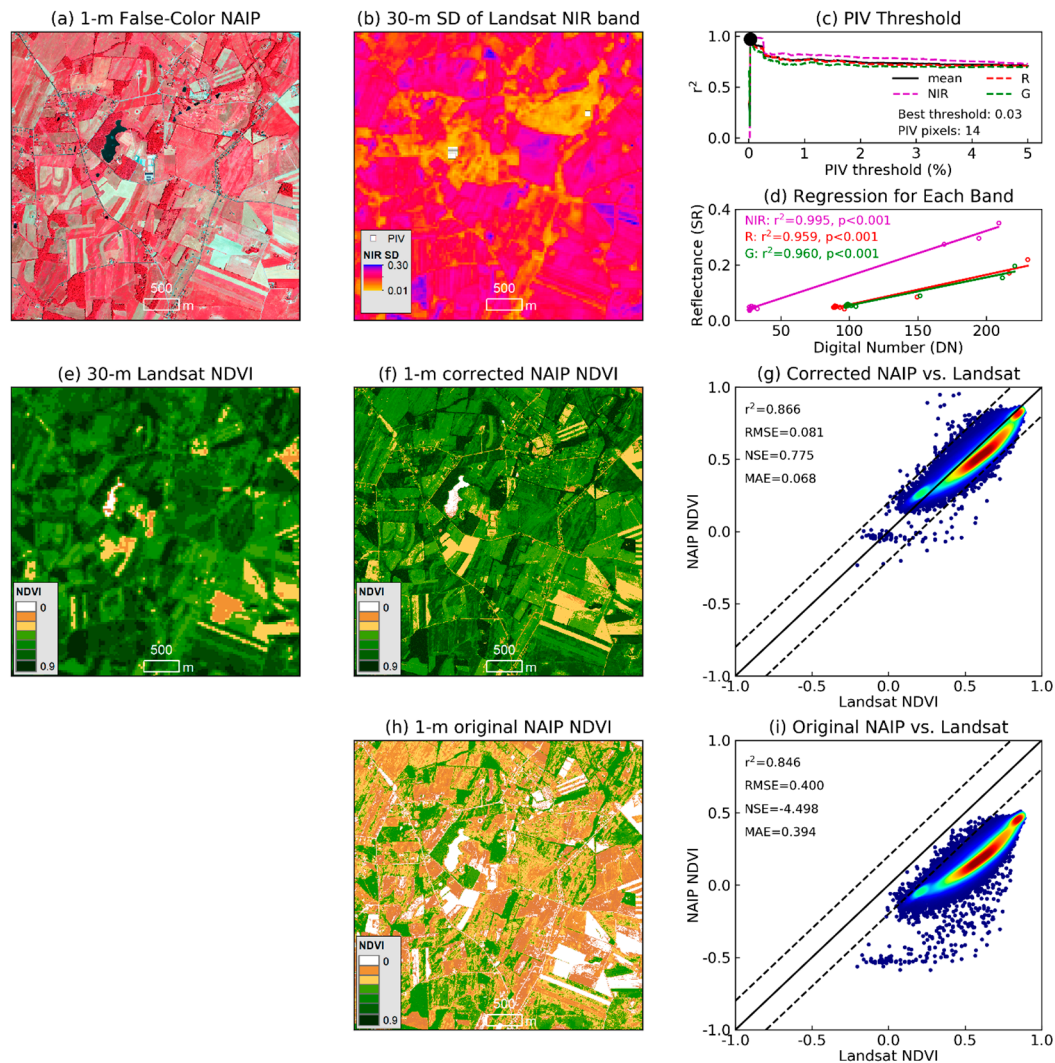 (a) 1-m False-Color NAIP
500
m
(b) 30-m SD of Landsat NIR band
PIV
NIR SD
0.30
0.01
500
m
(c) PIV Threshold
1.0
0.5
0.0
r²
mean
R
NIR
G
Best threshold: 0.03
PIV pixels: 14
0 1 2 3 4 5
PIV threshold (%)
(d) Regression for Each Band
NIR: r²=0.995, p<0.001
R: r²=0.959, p<0.001
G: r²=0.960, p<0.001
0.4
0.2
0.0
Reflectance (SR)
50 100 150 200
Digital Number (DN)
(e) 30-m Landsat NDVI
NDVI
0
0.9
500
m
(f) 1-m corrected NAIP NDVI
NDVI
0
0.9
500
m
(g) Corrected NAIP vs. Landsat
r²=0.866
RMSE=0.081
NSE=0.775
MAE=0.068
1.0
0.5
0.0
-0.5
-1.0
NAIP NDVI
-1.0 -0.5 0.0 0.5 1.0
Landsat NDVI
(h) 1-m original NAIP NDVI
NDVI
0
0.9
500
m
(i) Original NAIP vs. Landsat
r²=0.846
RMSE=0.400
NSE=-4.498
MAE=0.394
1.0
0.5
0.0
-0.5
-1.0
NAIP NDVI
-1.0 -0.5 0.0 0.5 1.0
Landsat NDVI